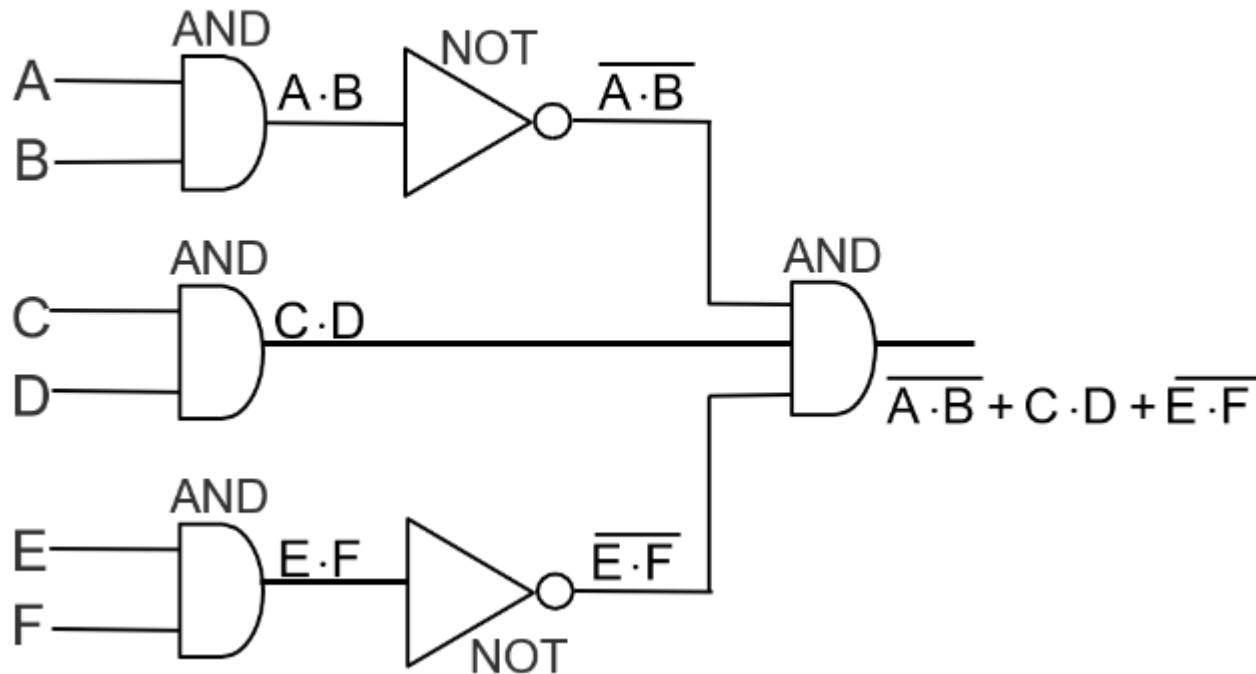 AND
NOT
A
A·B
A̅·̅B̅
B
AND
AND
C
C·D
D
A̅·̅B̅ + C·D + E̅·̅F̅
AND
E
E·F
E̅·̅F̅
F
NOT